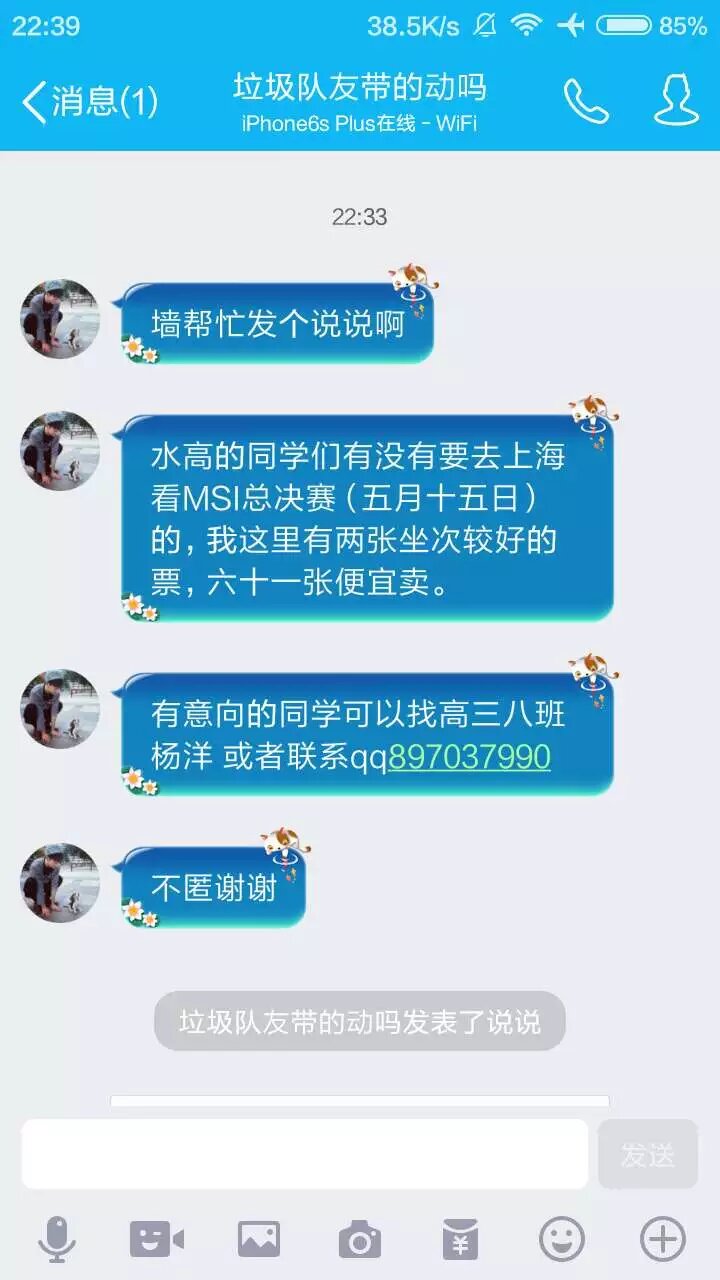 22:39 38.5K/s 85%
消息(1) 垃圾队友带的动吗
iPhone6s Plus在线 - WiFi
22:33
墙帮忙发个说说啊
水高的同学们有没有要去上海
看MSI总决赛（五月十五日）
的，我这里有两张坐次较好的
票，六十一张便宜卖。
有意向的同学可以找高三八班
杨洋 或者联系qq897037990
不匿谢谢
垃圾队友带的动吗发表了说说
发送